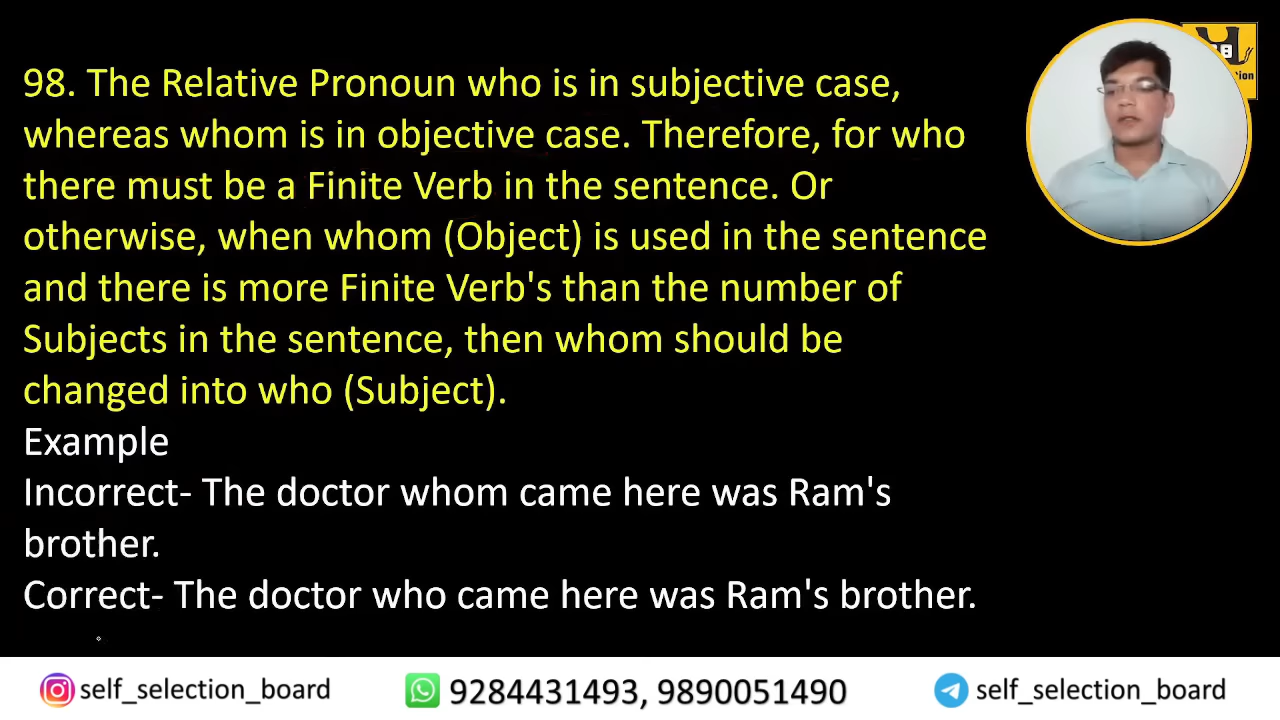 98. The Relative Pronoun who is in subjective case,
whereas whom is in objective case. Therefore, for who
there must be a Finite Verb in the sentence. Or
otherwise, when whom (Object) is used in the sentence
and there is more Finite Verb's than the number of
Subjects in the sentence, then whom should be
changed into who (Subject).
Example
Incorrect- The doctor whom came here was Ram's
brother.
Correct- The doctor who came here was Ram's brother.
self_selection_board
9284431493, 9890051490
self_selection_board